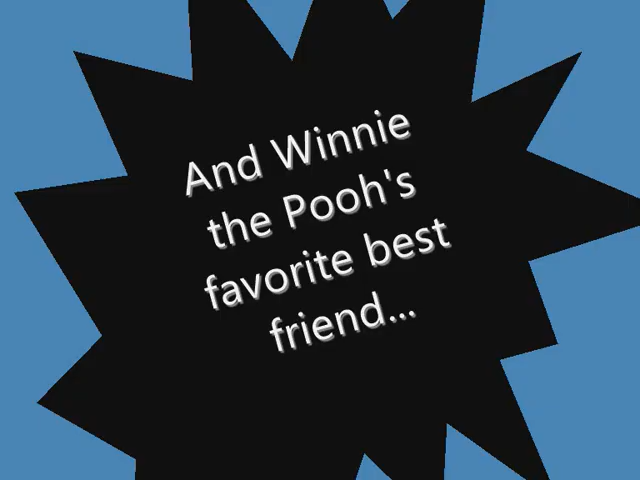 And Winnie
the Pooh's
favorite best
friend...